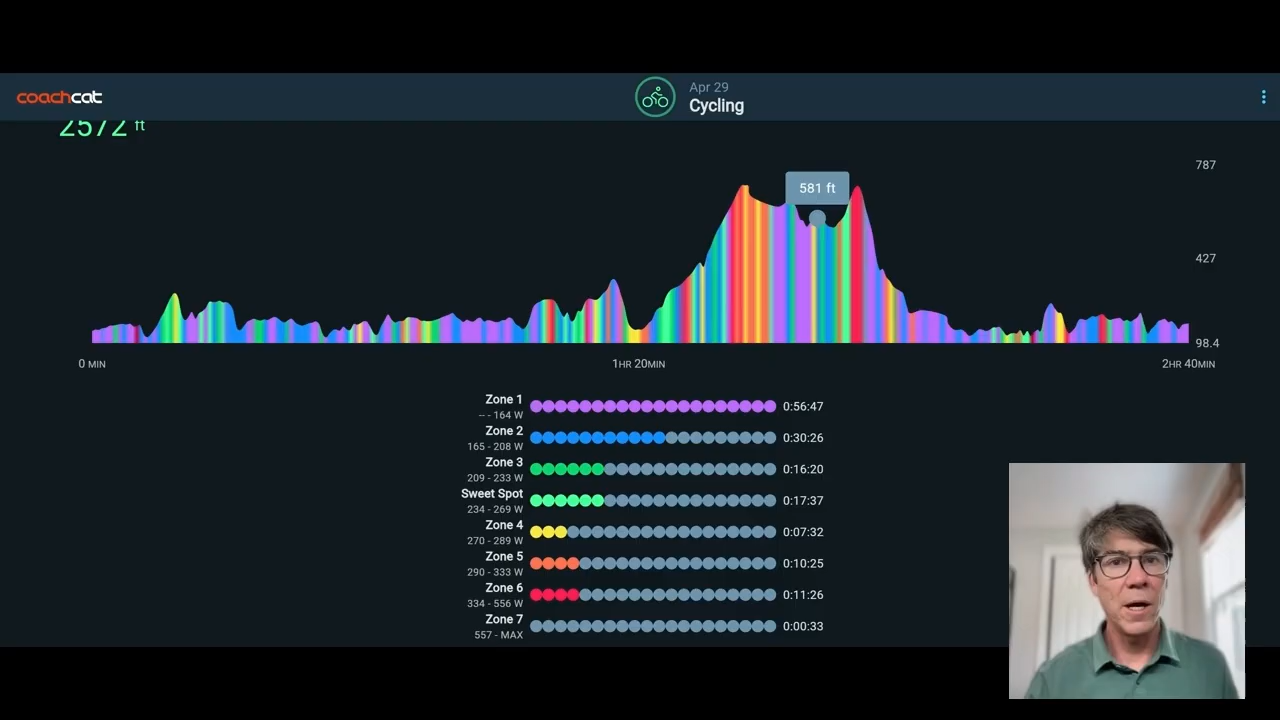 coachcat
Apr 29
Cycling
2572 ft
787
581 ft
427
98.4
0 MIN
1HR 20MIN
2HR 40MIN
Zone 1
-- - 164 W
0:56:47
Zone 2
165 - 208 W
0:30:26
Zone 3
209 - 233 W
0:16:20
Sweet Spot
234 - 269 W
0:17:37
Zone 4
270 - 289 W
0:07:32
Zone 5
290 - 333 W
0:10:25
Zone 6
334 - 556 W
0:11:26
Zone 7
557 - MAX
0:00:33